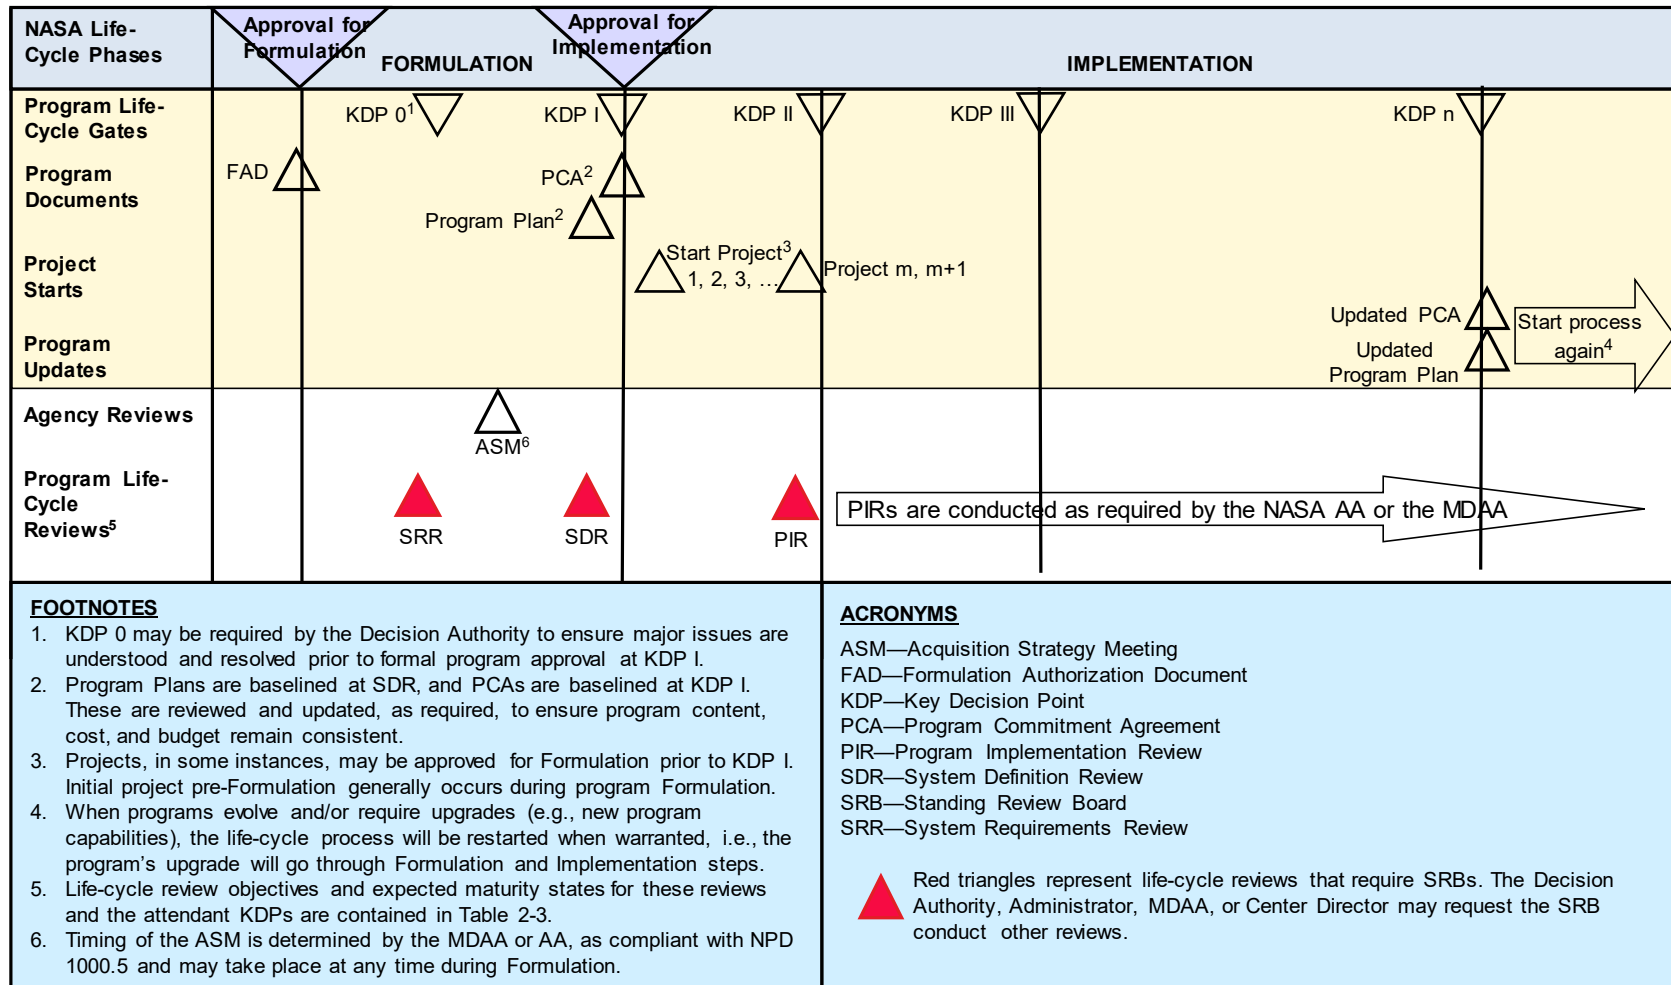 NASA Life-
Cycle Phases
Approval for
Formulation
FORMULATION
Approval for
Implementation
IMPLEMENTATION
Program Life-
Cycle Gates
KDP 0¹
KDP I
KDP II
KDP III
KDP n
Program
Documents
FAD
PCA²
Program Plan²
Project
Starts
Start Project³
1, 2, 3, …
Project m, m+1
Program
Updates
Updated PCA
Updated
Program Plan
Start process
again⁴
Agency Reviews
ASM⁶
Program Life-
Cycle
Reviews⁵
SRR
SDR
PIR
PIRs are conducted as required by the NASA AA or the MDAA
FOOTNOTES
1. KDP 0 may be required by the Decision Authority to ensure major issues are
understood and resolved prior to formal program approval at KDP I.
2. Program Plans are baselined at SDR, and PCAs are baselined at KDP I.
These are reviewed and updated, as required, to ensure program content,
cost, and budget remain consistent.
3. Projects, in some instances, may be approved for Formulation prior to KDP I.
Initial project pre-Formulation generally occurs during program Formulation.
4. When programs evolve and/or require upgrades (e.g., new program
capabilities), the life-cycle process will be restarted when warranted, i.e., the
program's upgrade will go through Formulation and Implementation steps.
5. Life-cycle review objectives and expected maturity states for these reviews
and the attendant KDPs are contained in Table 2-3.
6. Timing of the ASM is determined by the MDAA or AA, as compliant with NPD
1000.5 and may take place at any time during Formulation.
ACRONYMS
ASM—Acquisition Strategy Meeting
FAD—Formulation Authorization Document
KDP—Key Decision Point
PCA—Program Commitment Agreement
PIR—Program Implementation Review
SDR—System Definition Review
SRB—Standing Review Board
SRR—System Requirements Review
Red triangles represent life-cycle reviews that require SRBs. The Decision
Authority, Administrator, MDAA, or Center Director may request the SRB
conduct other reviews.